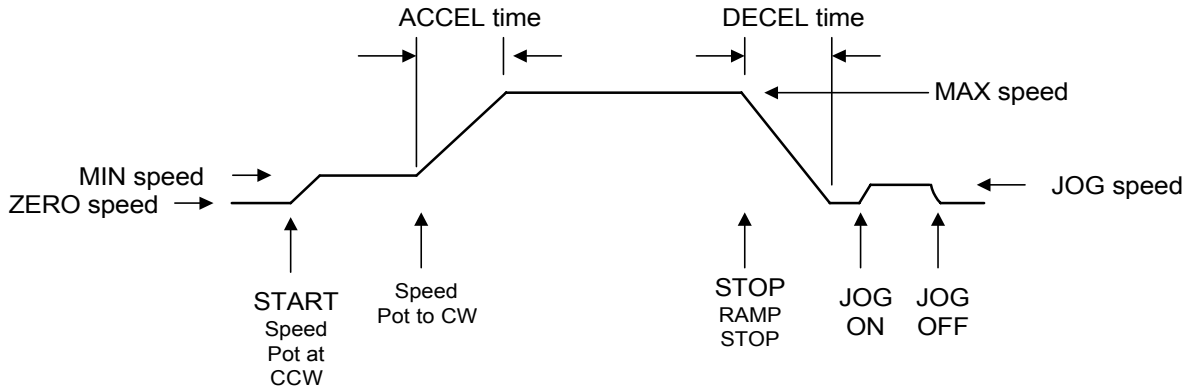 ACCEL time
DECEL time
MAX speed
MIN speed
ZERO speed
JOG speed
START
Speed
Pot at
CCW
Speed
Pot to CW
STOP
RAMP
STOP
JOG
ON
JOG
OFF